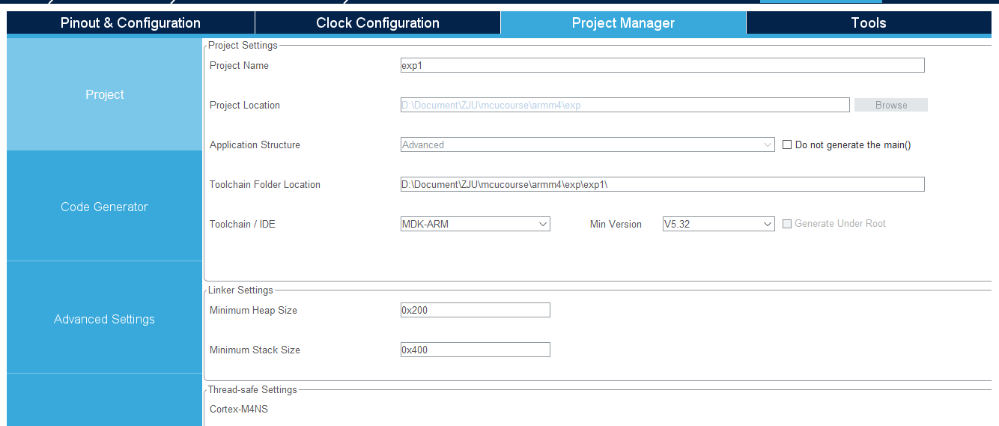 Pinout & Configuration
Clock Configuration
Project Manager
Tools
Project
Code Generator
Advanced Settings
Project Settings
Project Name
exp1
Project Location
D:\Document\ZJU\mcucourse\armm4\exp
Browse
Application Structure
Advanced
Do not generate the main()
Toolchain Folder Location
D:\Document\ZJU\mcucourse\armm4\exp\exp1\
Toolchain / IDE
MDK-ARM
Min Version
V5.32
Generate Under Root
Linker Settings
Minimum Heap Size
0x200
Minimum Stack Size
0x400
Thread-safe Settings
Cortex-M4NS